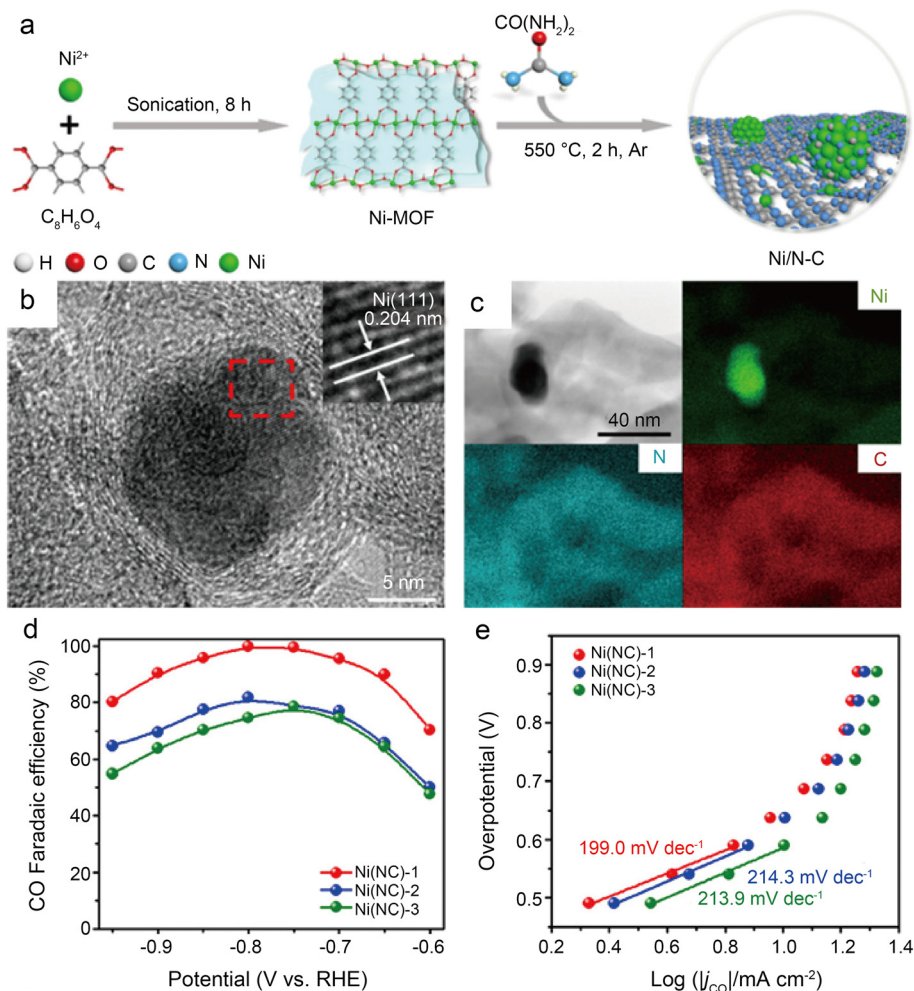 a
Ni²⁺
+
C₈H₆O₄
Sonication, 8 h
Ni-MOF
CO(NH₂)₂
550 °C, 2 h, Ar
Ni/N-C
H O C N Ni
b
Ni(111)
0.204 nm
5 nm
c
40 nm
Ni
N
C
d
CO Faradaic efficiency (%)
100
80
60
40
20
0
Ni(NC)-1
Ni(NC)-2
Ni(NC)-3
-0.9 -0.8 -0.7 -0.6
Potential (V vs. RHE)
e
Overpotential (V)
0.9
0.8
0.7
0.6
0.5
Ni(NC)-1
Ni(NC)-2
Ni(NC)-3
199.0 mV dec⁻¹
214.3 mV dec⁻¹
213.9 mV dec⁻¹
0.2 0.4 0.6 0.8 1.0 1.2 1.4
Log (|j_CO|/mA cm⁻²)